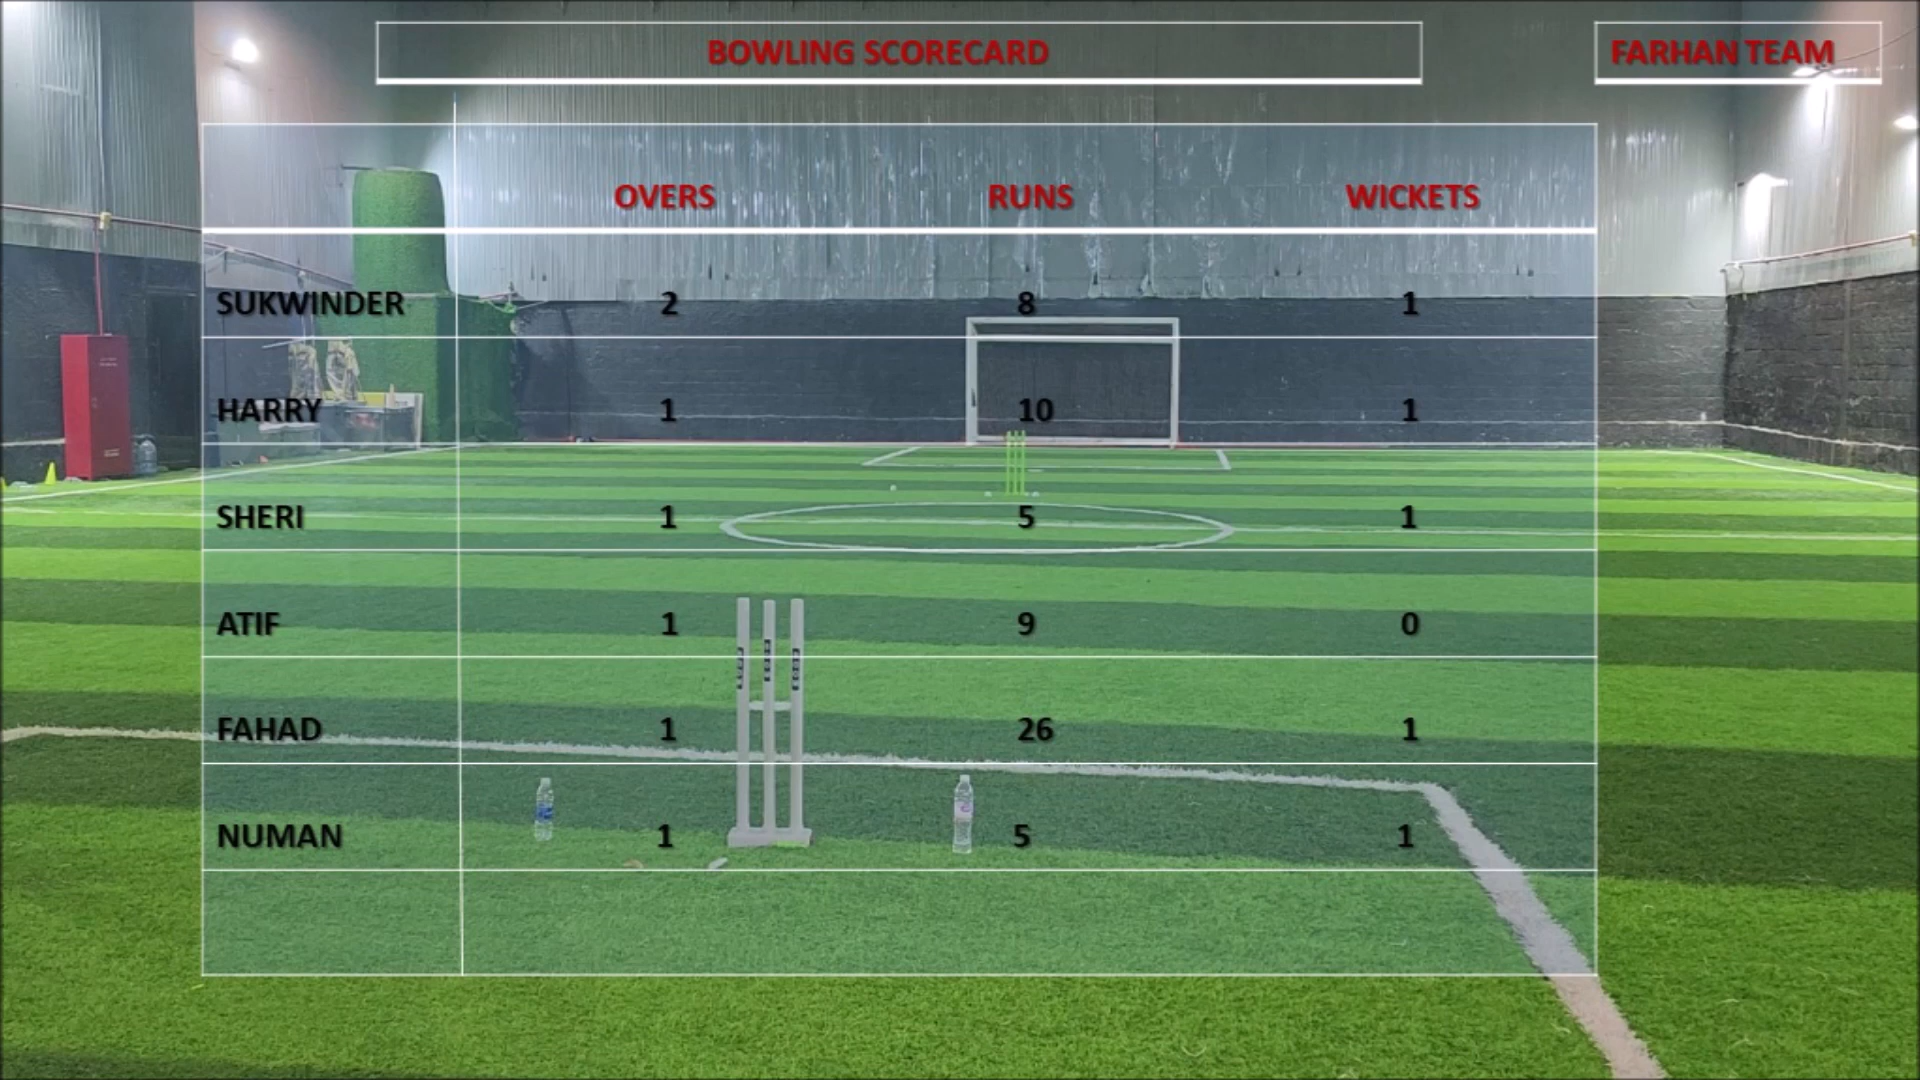 BOWLING SCORECARD FARHAN TEAM
OVERS RUNS WICKETS
SUKWINDER 2 8 1
HARRY 1 10 1
SHERI 1 5 1
ATIF 1 9 0
FAHAD 1 26 1
NUMAN 1 5 1